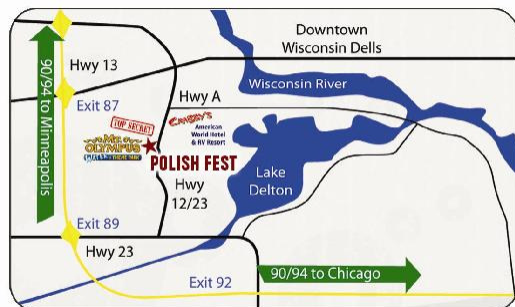 Downtown
Wisconsin Dells
90/94 to Minneapolis
Hwy 13
Wisconsin River
Exit 87
Hwy A
TOP SECRET
American
World Hotel
& RV Resort
MT. OLYMPUS
POLISH FEST
Lake
Delton
Hwy
12/23
Exit 89
Hwy 23
90/94 to Chicago
Exit 92